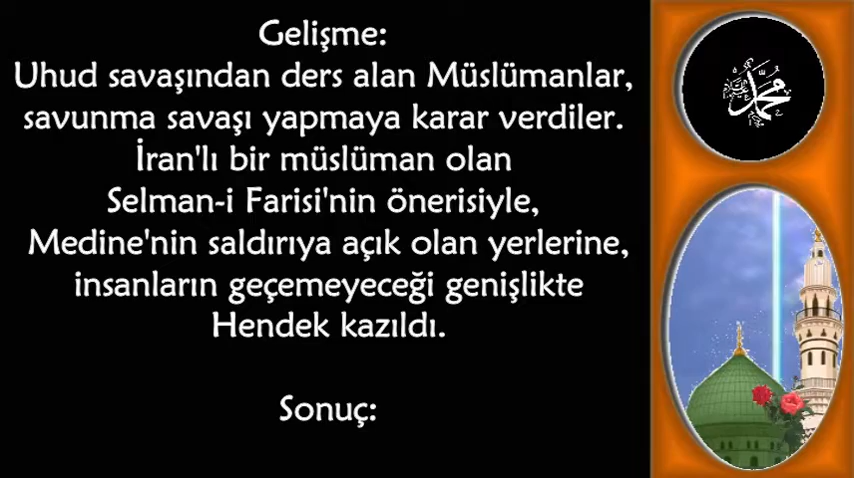 Gelişme:
Uhud savaşından ders alan Müslümanlar,
savunma savaşı yapmaya karar verdiler.
İran'lı bir müslüman olan
Selman-i Farisi'nin önerisiyle,
Medine'nin saldırıya açık olan yerlerine,
insanların geçemeyeceği genişlikte
Hendek kazıldı.
Sonuç:
محمد